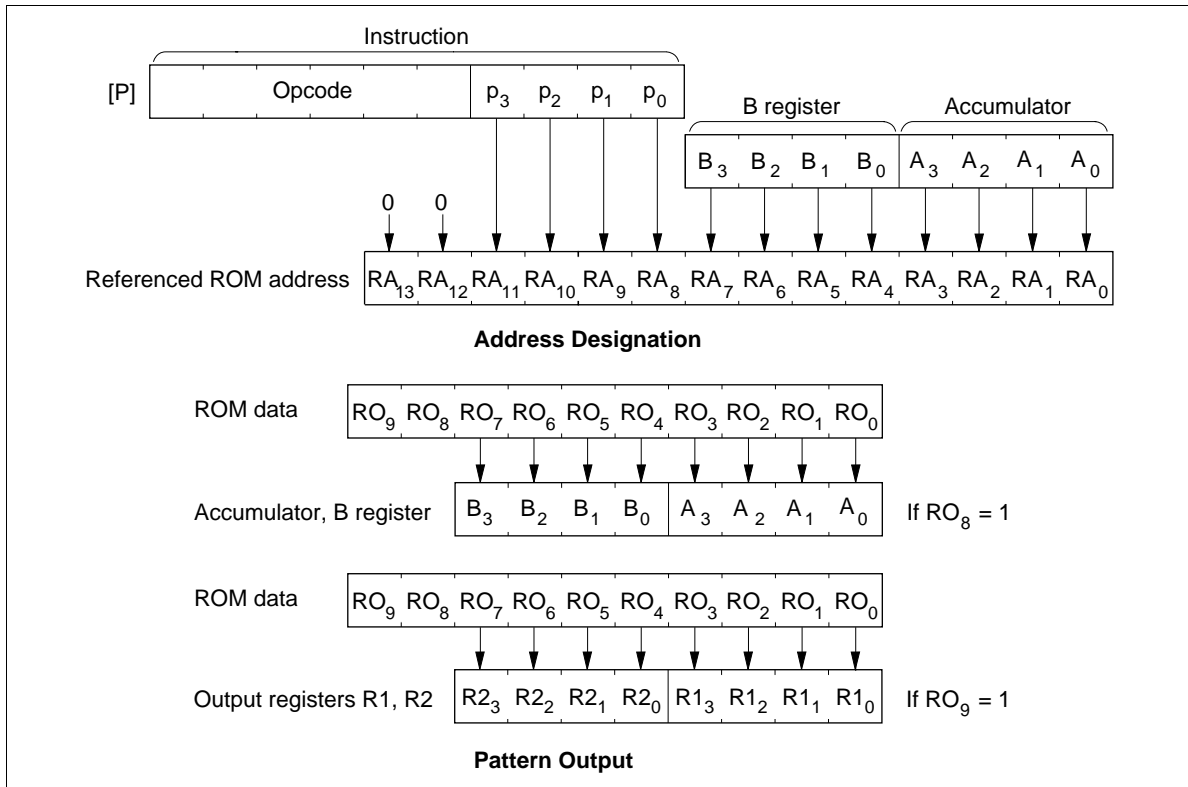 Instruction
[P] Opcode p3 p2 p1 p0
B register Accumulator
B3 B2 B1 B0 A3 A2 A1 A0
0 0
Referenced ROM address RA13 RA12 RA11 RA10 RA9 RA8 RA7 RA6 RA5 RA4 RA3 RA2 RA1 RA0
Address Designation
ROM data RO9 RO8 RO7 RO6 RO5 RO4 RO3 RO2 RO1 RO0
Accumulator, B register B3 B2 B1 B0 A3 A2 A1 A0 If RO8 = 1
ROM data RO9 RO8 RO7 RO6 RO5 RO4 RO3 RO2 RO1 RO0
Output registers R1, R2 R23 R22 R21 R20 R13 R12 R11 R10 If RO9 = 1
Pattern Output